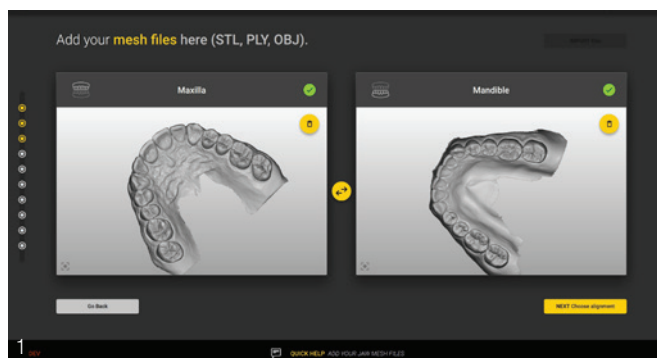 Add your mesh files here (STL, PLY, OBJ).
Maxilla
Mandible
Go Back
NEXT Choose alignment
1
DEV
QUICK HELP ADD YOUR JAW MESH FILES